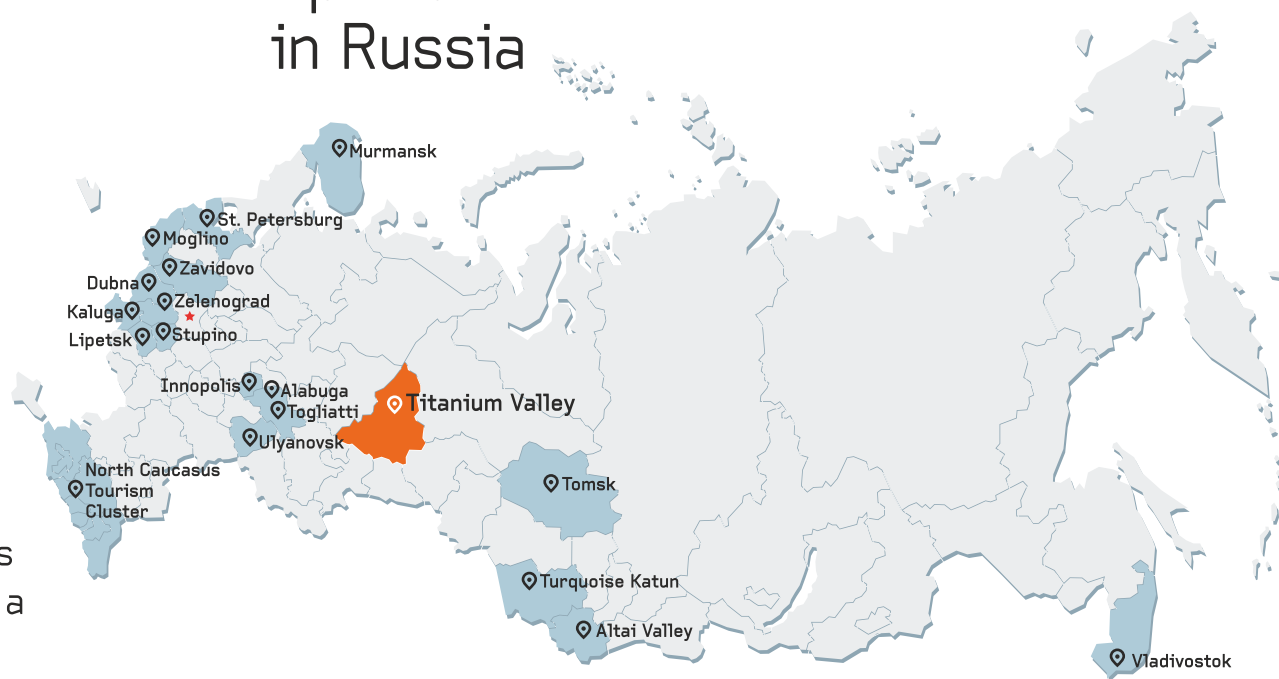 in Russia
Murmansk
St. Petersburg
Moglino
Zavidovo
Dubna
Zelenograd
Kaluga
Stupino
Lipetsk
Innopolis
Alabuga
Titanium Valley
Togliatti
Ulyanovsk
North Caucasus
Tourism
Cluster
Tomsk
s
Turquoise Katun
a
Altai Valley
Vladivostok